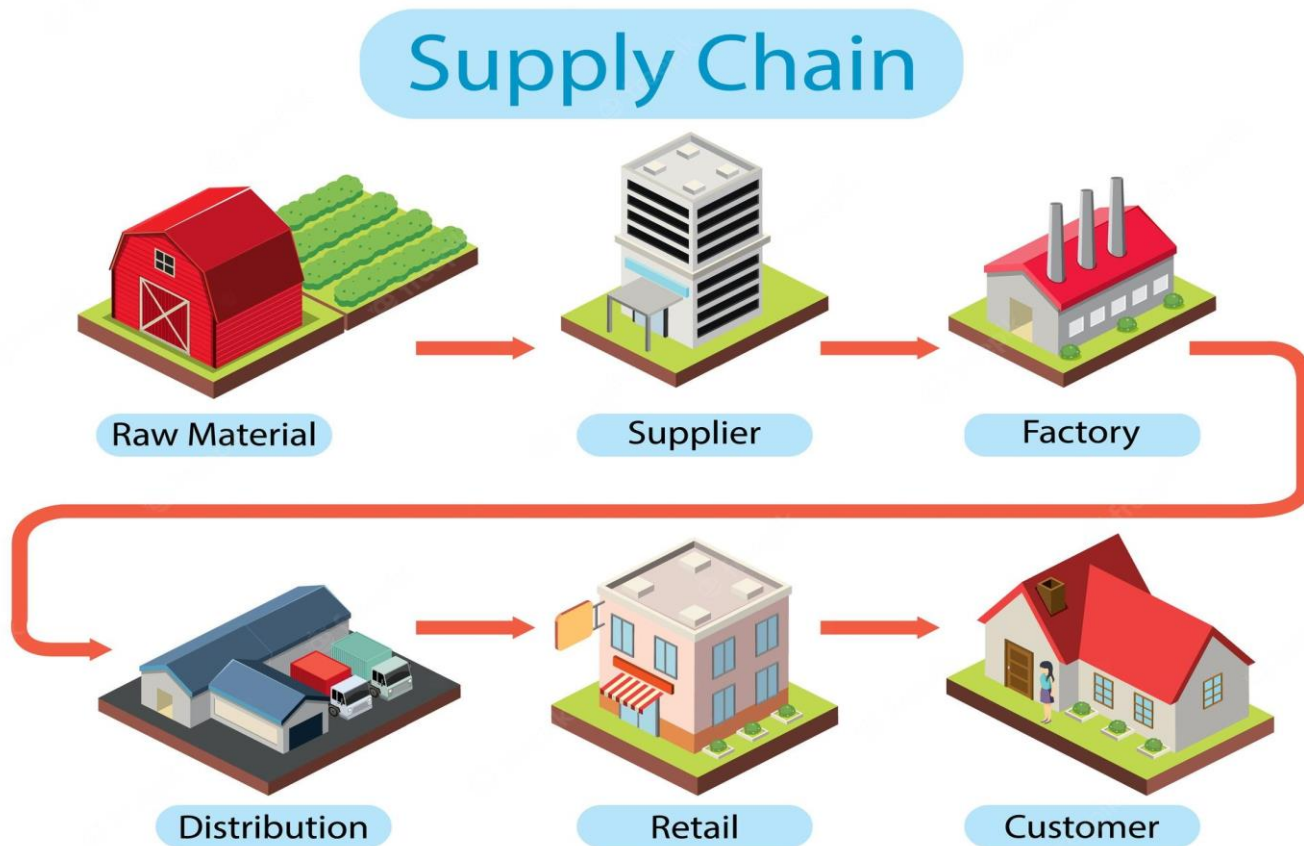 Supply Chain
Raw Material
Supplier
Factory
Distribution
Retail
Customer